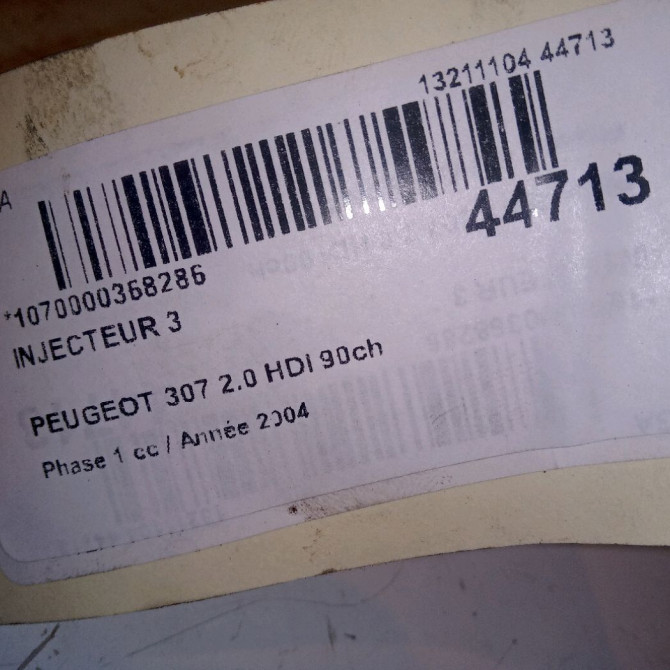 13211104 44713
A
44713
*1070000368286
INJECTEUR 3
PEUGEOT 307 2.0 HDI 90ch
Phase 1 cc / Année 2004